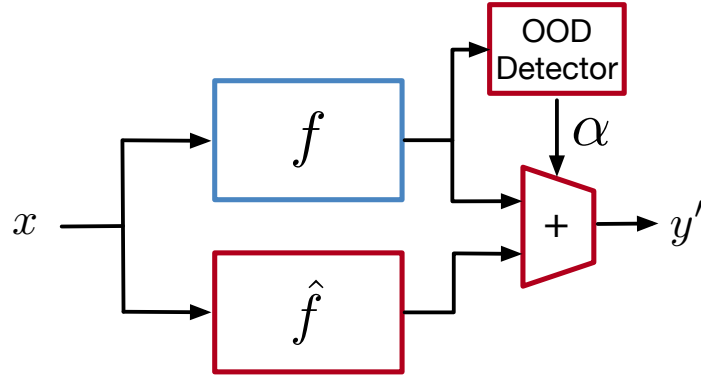 OOD
Detector
f
α
x
+
y′
f̂